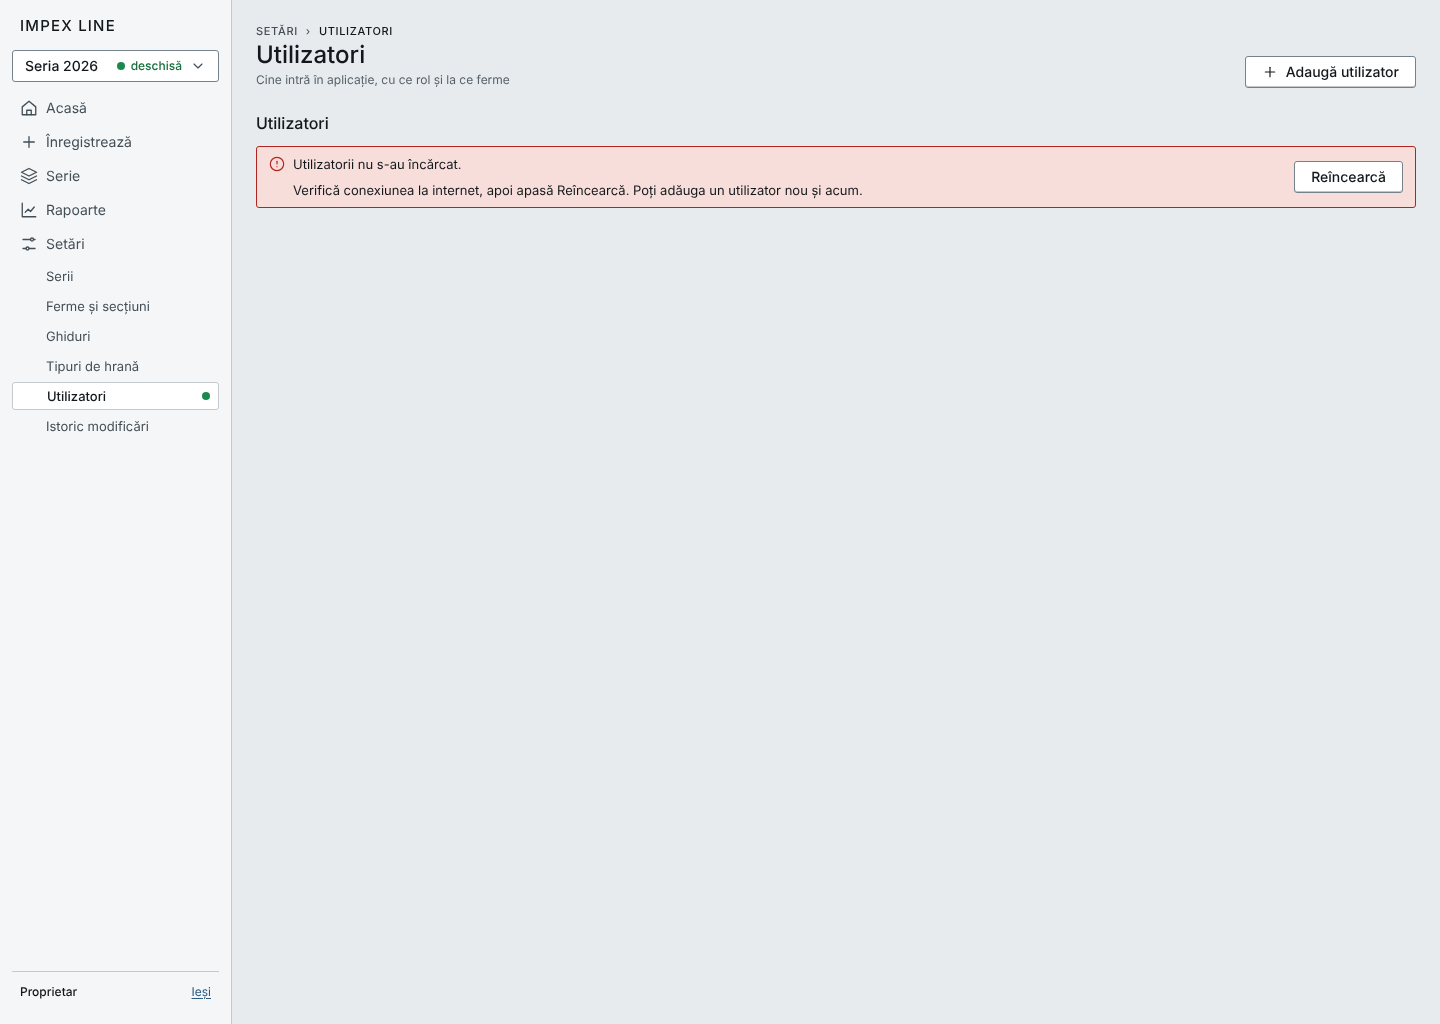 IMPEX LINE
Seria 2026 deschisă
Acasă
Înregistrează
Serie
Rapoarte
Setări
Serii
Ferme și secțiuni
Ghiduri
Tipuri de hrană
Utilizatori
Istoric modificări
Proprietar Ieși
SETĂRI › UTILIZATORI
Utilizatori
Cine intră în aplicație, cu ce rol și la ce ferme
Adaugă utilizator
Utilizatori
Utilizatorii nu s-au încărcat.
Verifică conexiunea la internet, apoi apasă Reîncearcă. Poți adăuga un utilizator nou și acum.
Reîncearcă